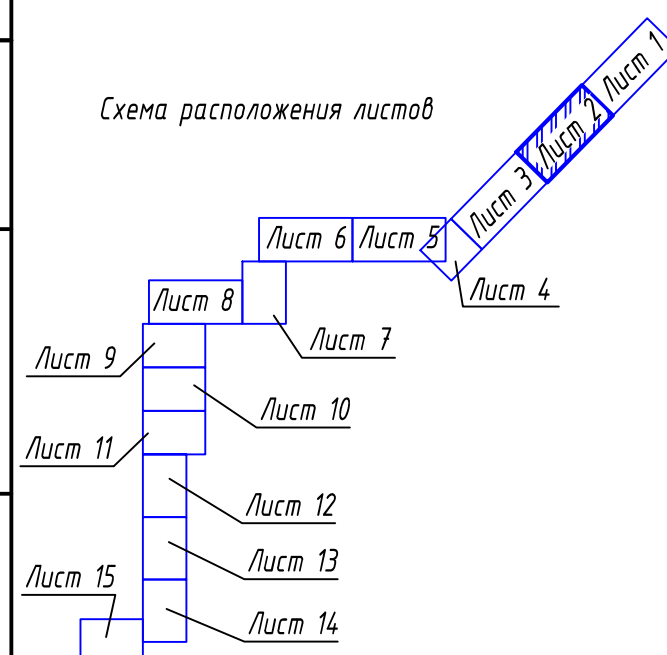 Схема расположения листов
Лист 1
Лист 2
Лист 3
Лист 4
Лист 5
Лист 6
Лист 7
Лист 8
Лист 9
Лист 10
Лист 11
Лист 12
Лист 13
Лист 14
Лист 15